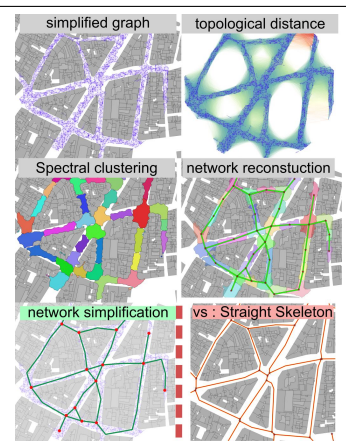 simplified graph
topological distance
Spectral clustering
network reconstuction
network simplification
vs : Straight Skeleton